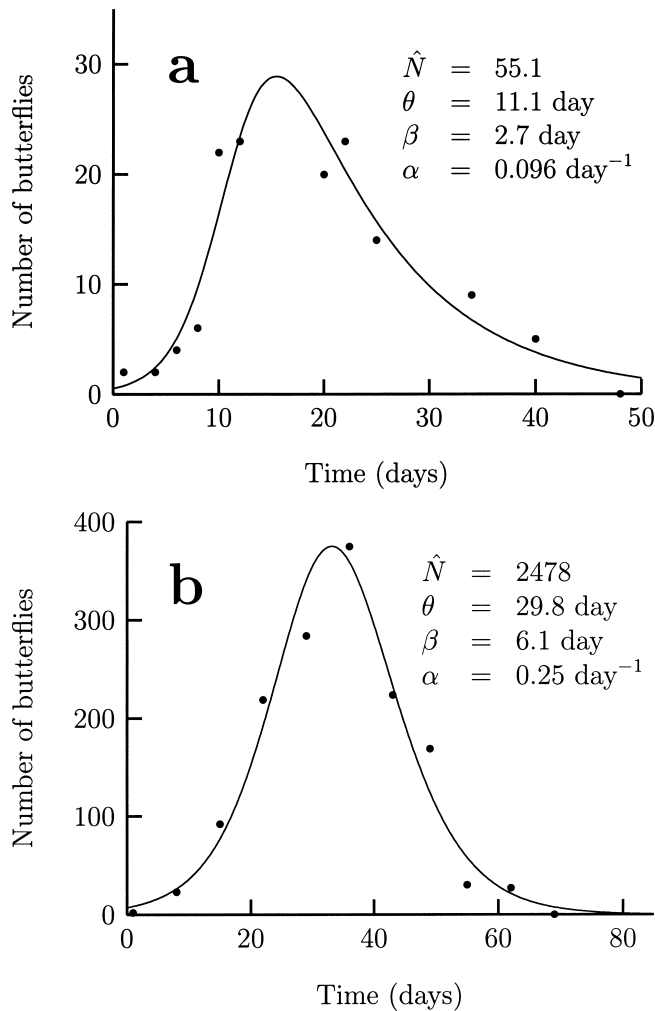 a
N̂ = 55.1
θ = 11.1 day
β = 2.7 day
α = 0.096 day⁻¹
Number of butterflies
30
20
10
0
0 10 20 30 40 50
Time (days)
b
N̂ = 2478
θ = 29.8 day
β = 6.1 day
α = 0.25 day⁻¹
Number of butterflies
400
300
200
100
0
0 20 40 60 80
Time (days)